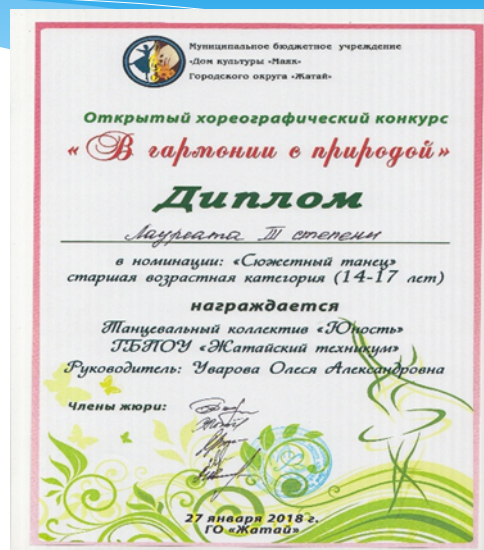 Муниципальное бюджетное учреждение
«Дом культуры «Маяк»
Городского округа «Жатай»
Открытый хореографический конкурс
«В гармонии с природой»
Диплом
Лауреата III степени
в номинации: «Сюжетный танец»
старшая возрастная категория (14-17 лет)
награждается
Танцевальный коллектив «Юность»
ГБПОУ «Жатайский техникум»
Руководитель: Уварова Олеся Александровна
Члены жюри:
27 января 2018 г.
ГО «Жатай»